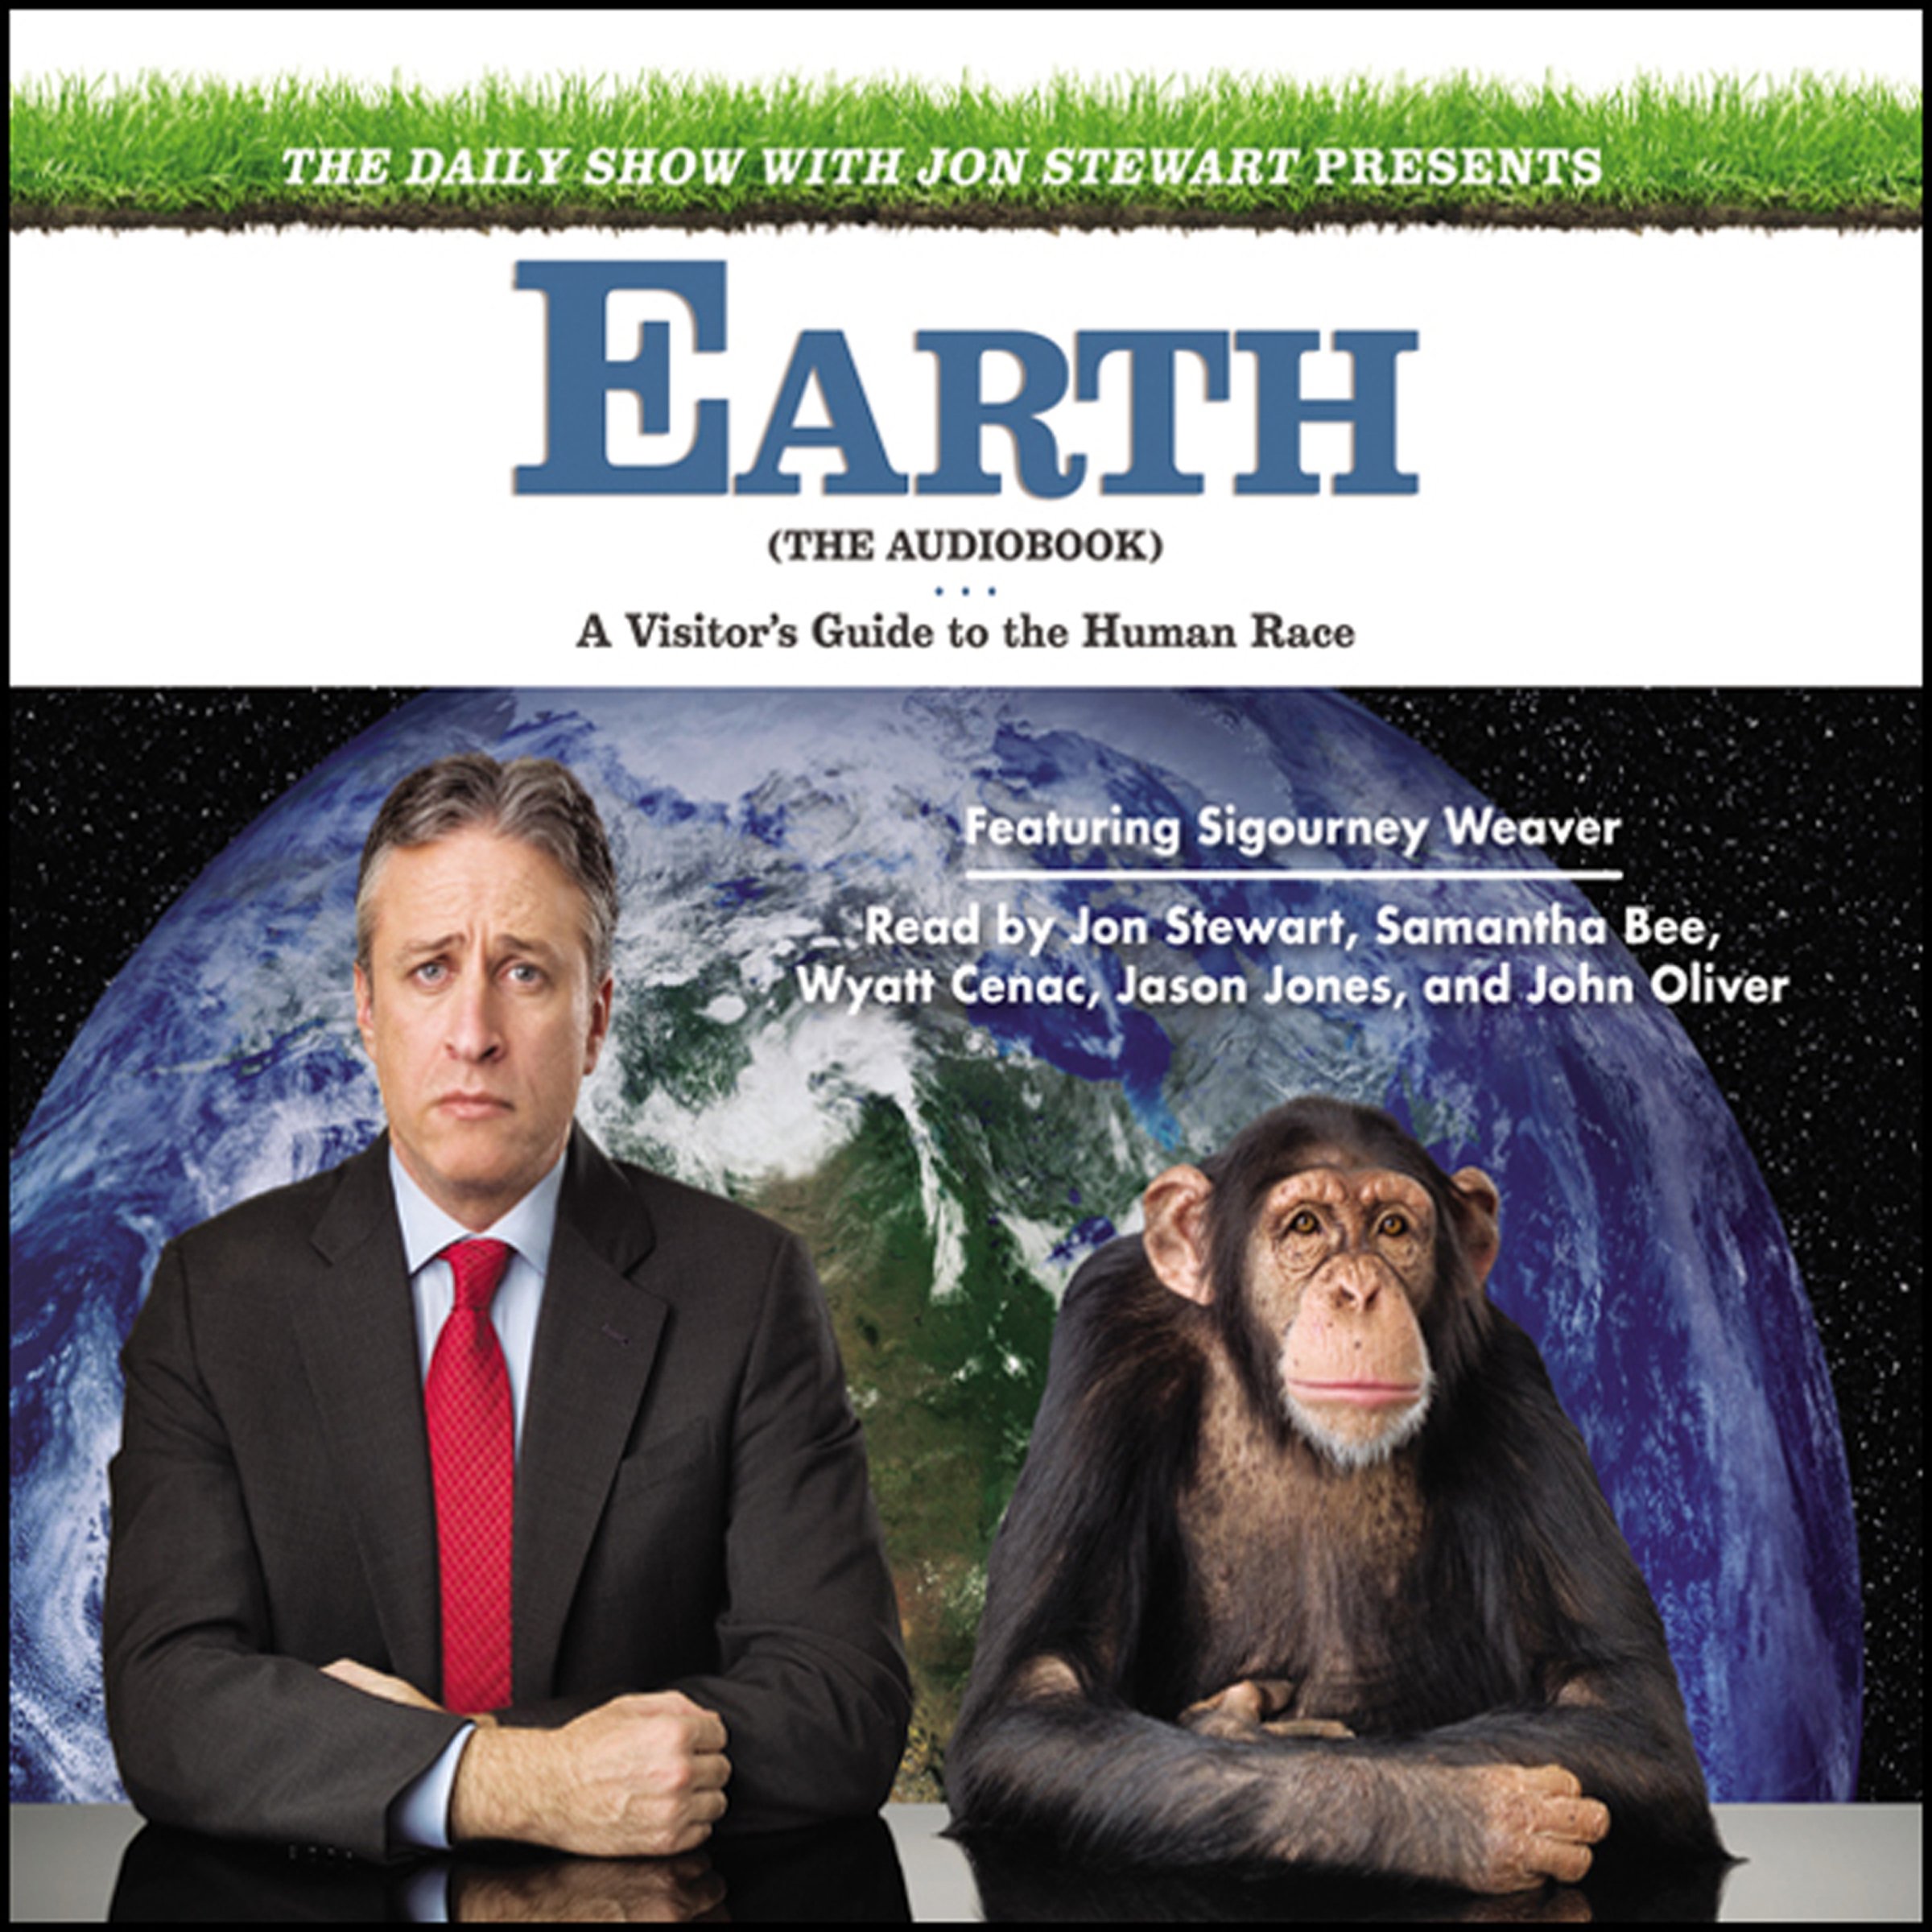 THE DAILY SHOW WITH JON STEWART PRESENTS
EARTH
(THE AUDIOBOOK)
...
A Visitor's Guide to the Human Race
Featuring Sigourney Weaver
Read by Jon Stewart, Samantha Bee,
Wyatt Cenac, Jason Jones, and John Oliver